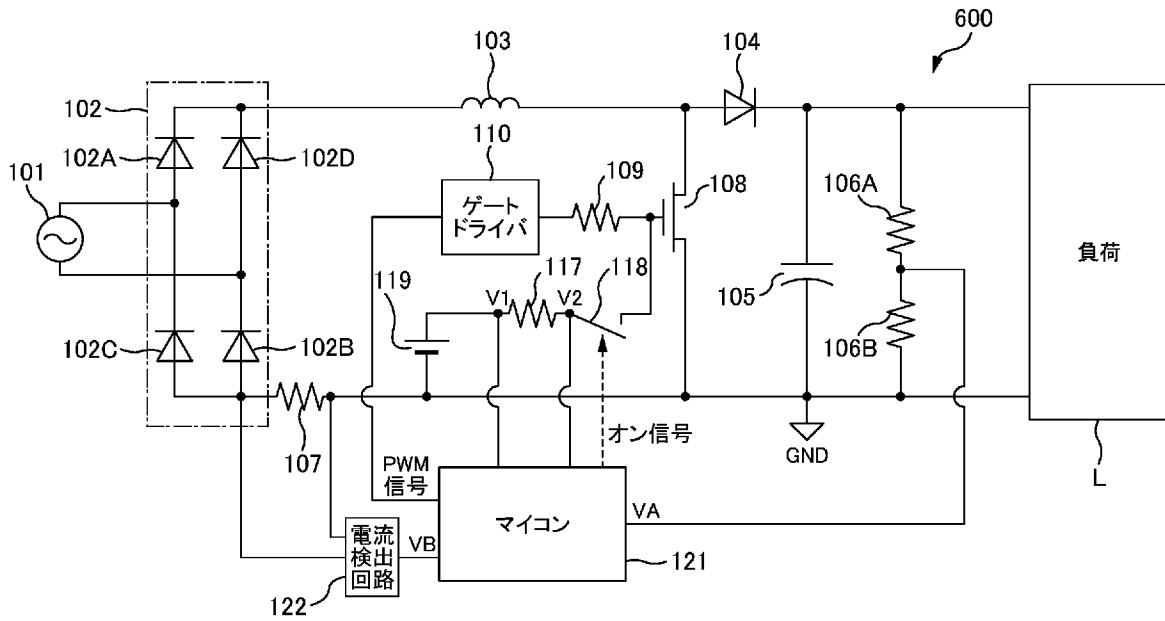 600
103
104
102
110
102A
102D
109
108
106A
101
ゲート
ドライバ
負荷
117
118
119
V1
V2
105
106B
102C
102B
オン信号
107
GND
PWM
信号
L
マイコン
VA
電流
検出
回路
VB
121
122